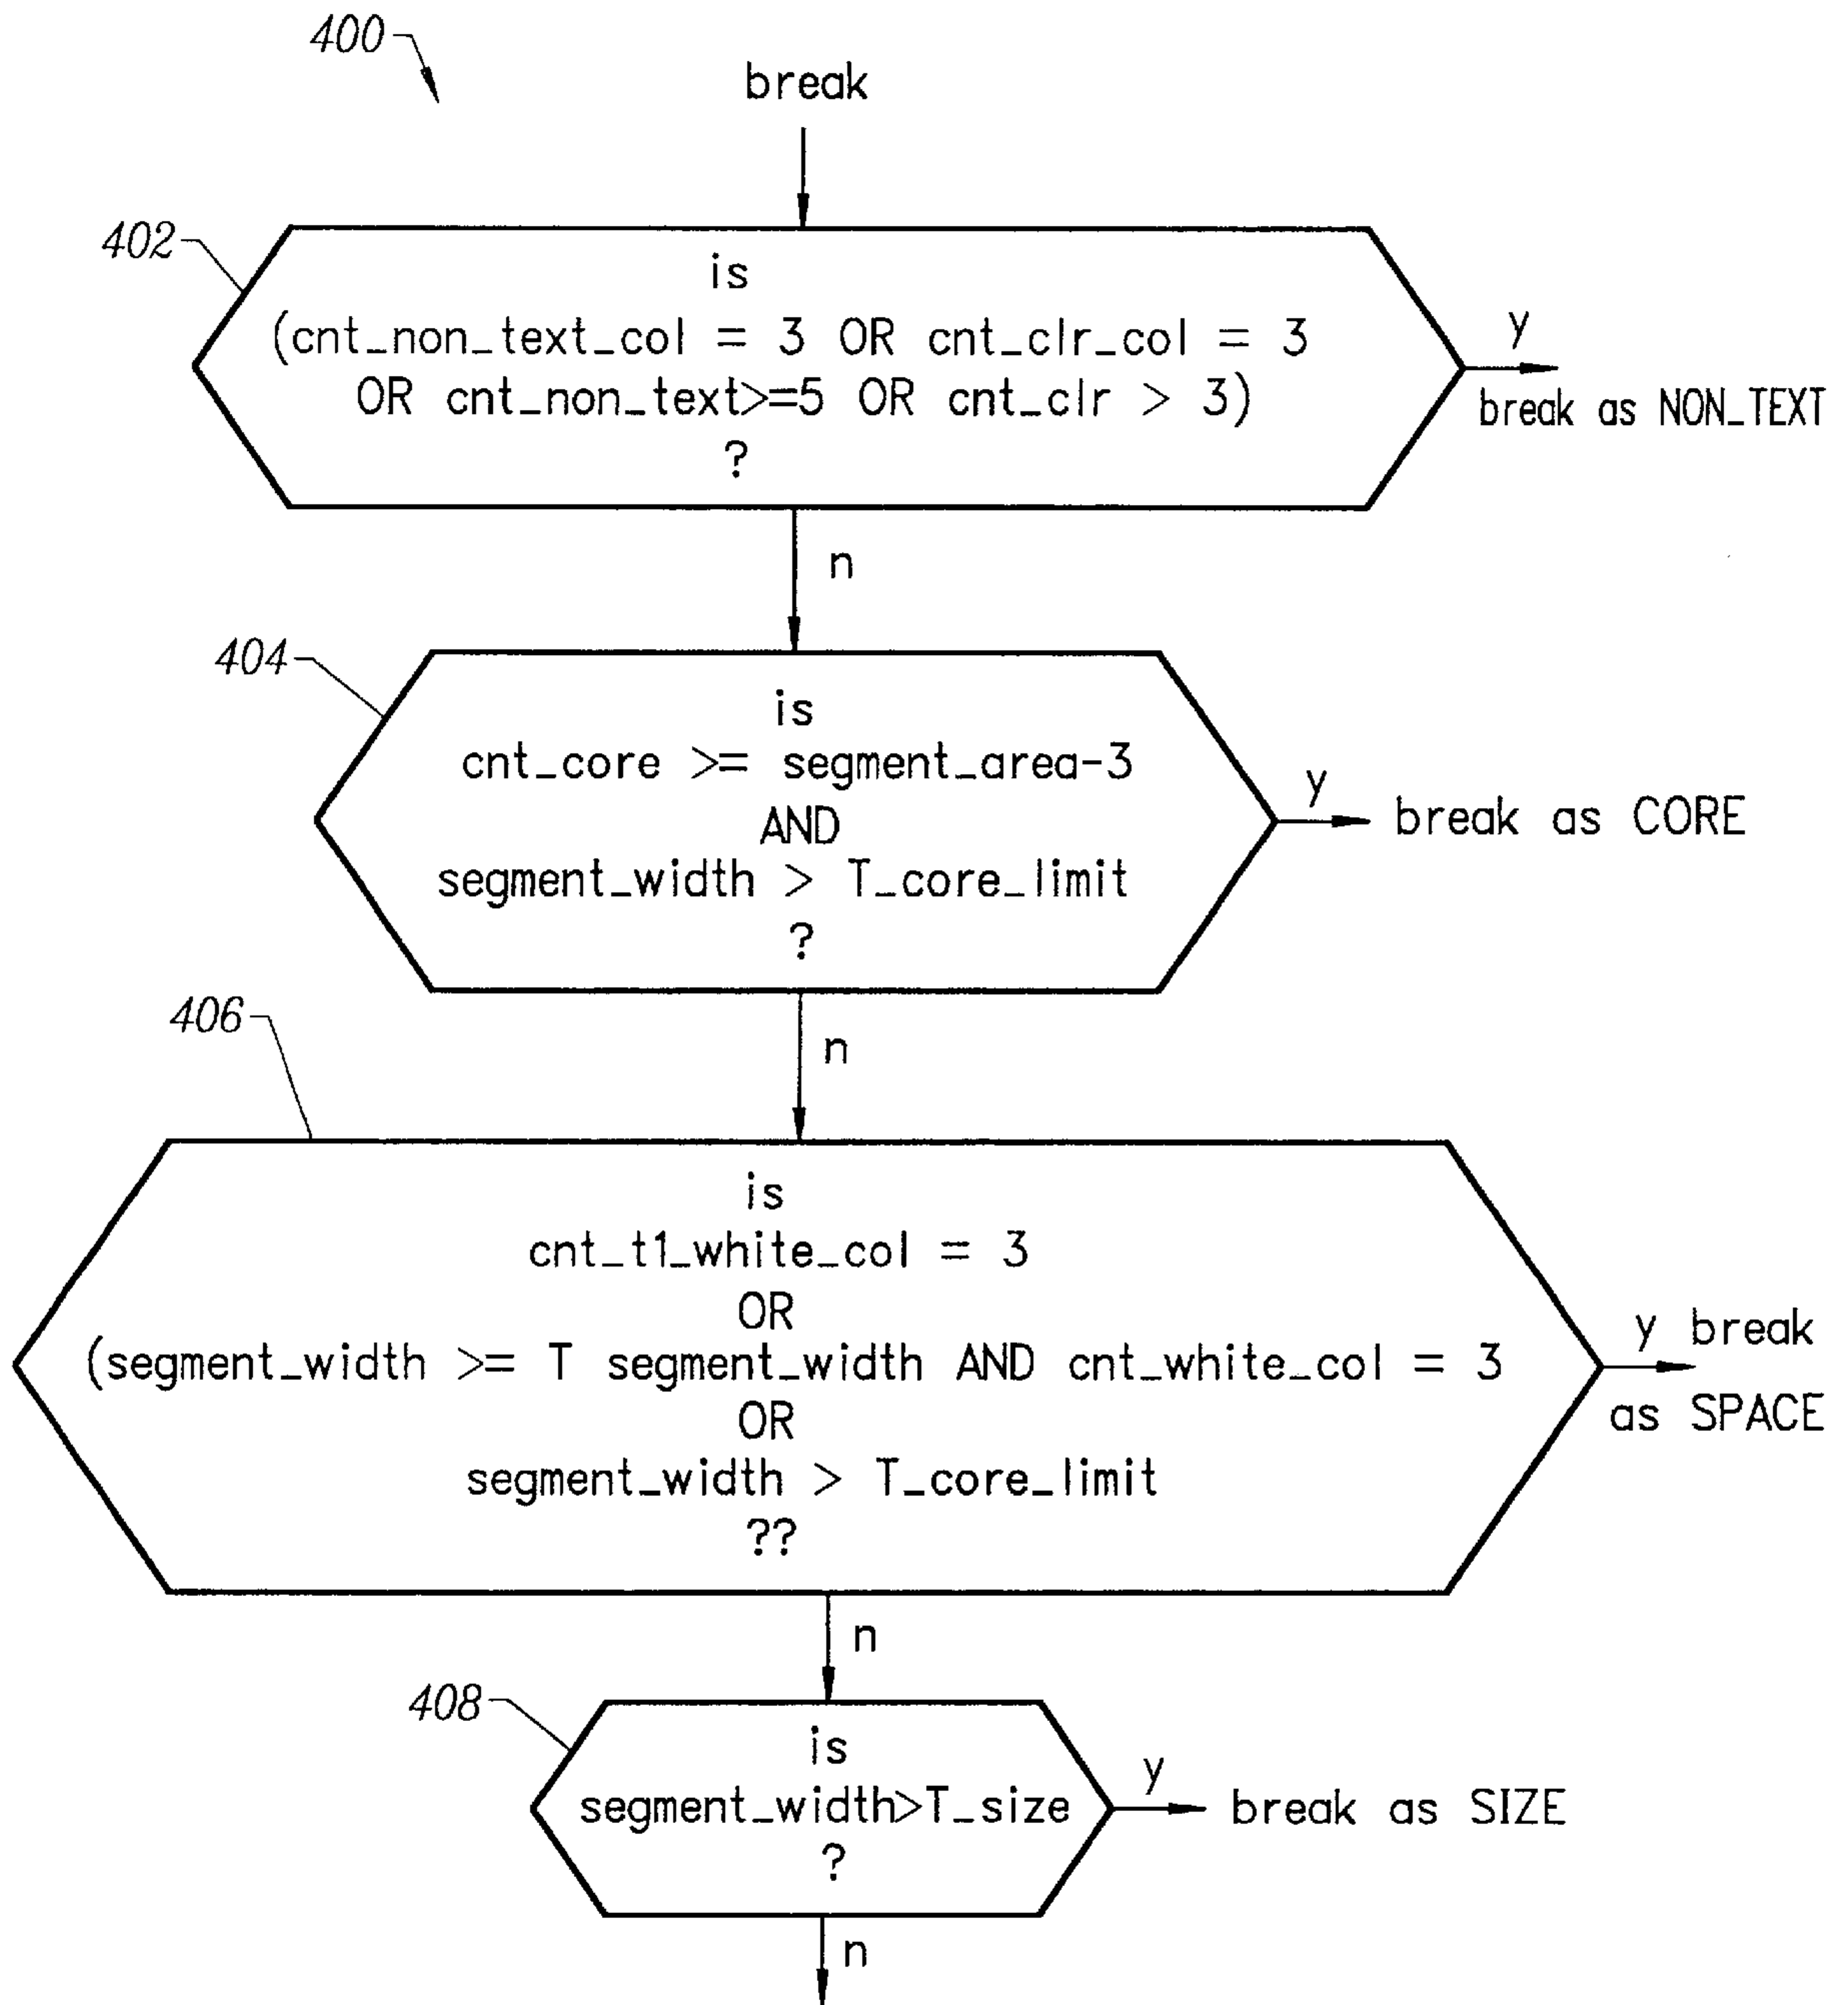 400
break
402
is
(cnt_non_text_col = 3 OR cnt_clr_col = 3
OR cnt_non_text>=5 OR cnt_clr > 3)
?
y
break as NON_TEXT
n
404
is
cnt_core >= segment_area-3
AND
segment_width > T_core_limit
?
y
break as CORE
n
406
is
cnt_t1_white_col = 3
OR
(segment_width >= T segment_width AND cnt_white_col = 3
OR
segment_width > T_core_limit
??
y break
as SPACE
n
408
is
segment_width>T_size
?
y
break as SIZE
n